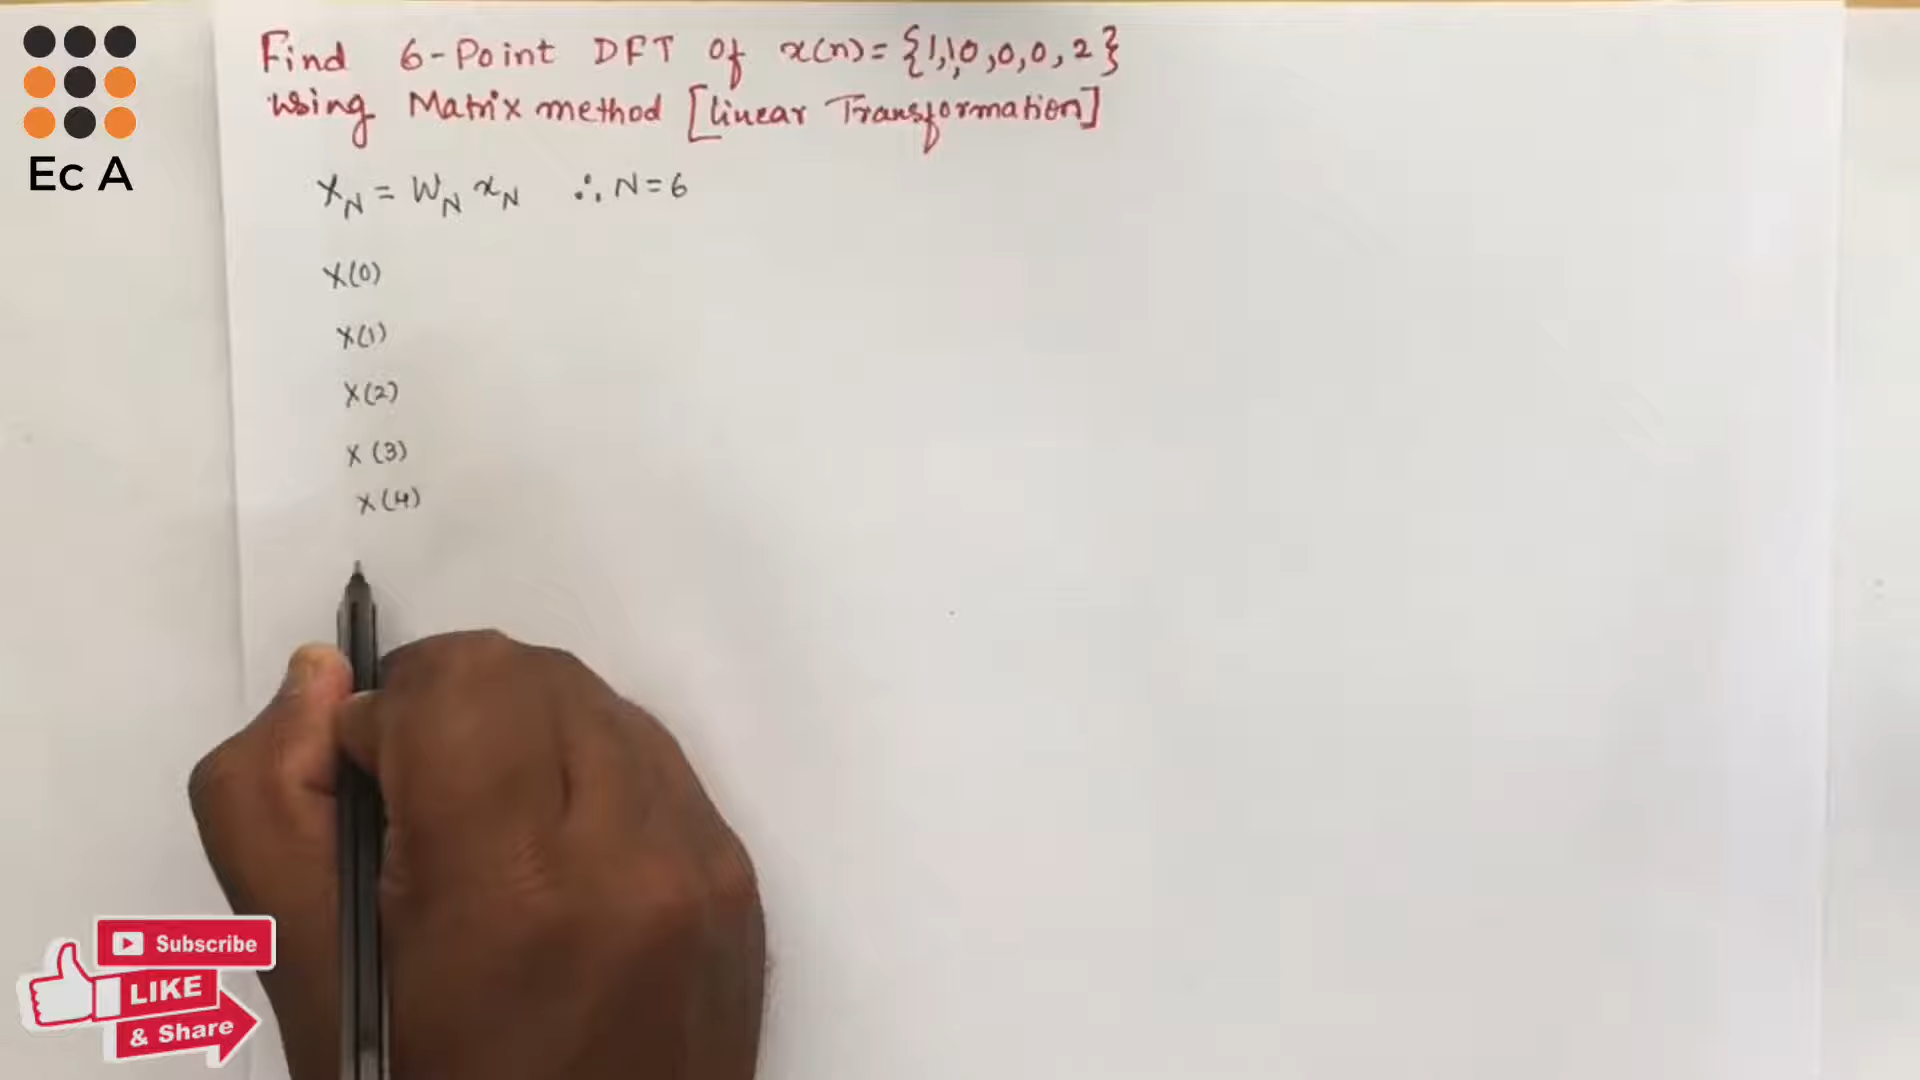 Find 6-Point DFT of x(n)={1,1,0,0,0,2}
using Matrix method [linear Transformation]
X_N = W_N x_N ∴ N=6
X(0)
X(1)
X(2)
X(3)
X(4)
Ec A
Subscribe
LIKE
& Share